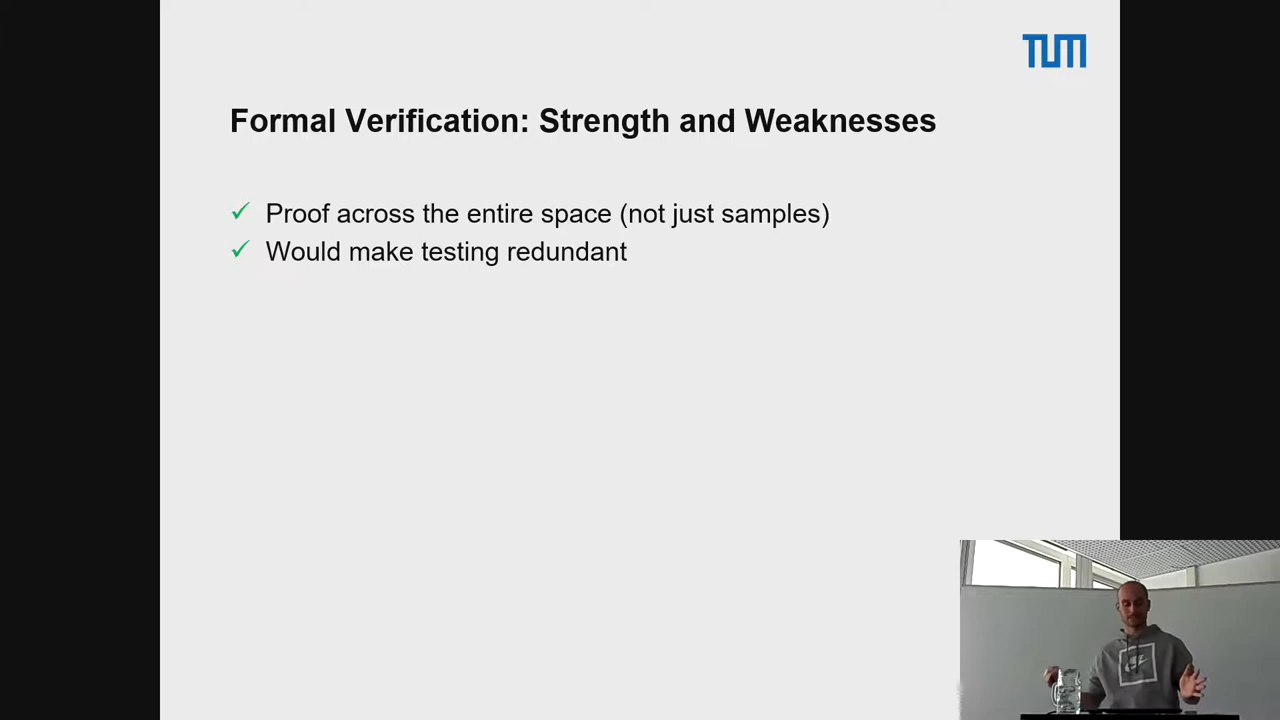 TUM
Formal Verification: Strength and Weaknesses
✓ Proof across the entire space (not just samples)
✓ Would make testing redundant